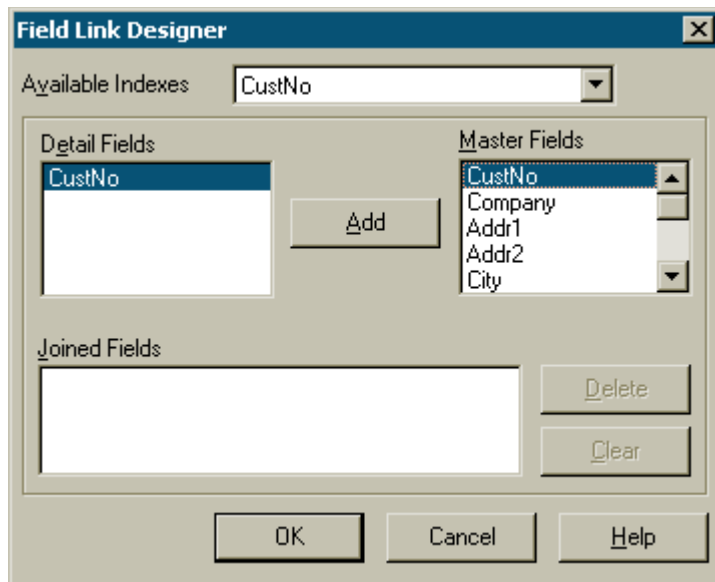 Field Link Designer
Available Indexes CustNo
Detail Fields Master Fields
CustNo CustNo
Company
Add Addr1
Addr2
City
Joined Fields
Delete
Clear
OK Cancel Help